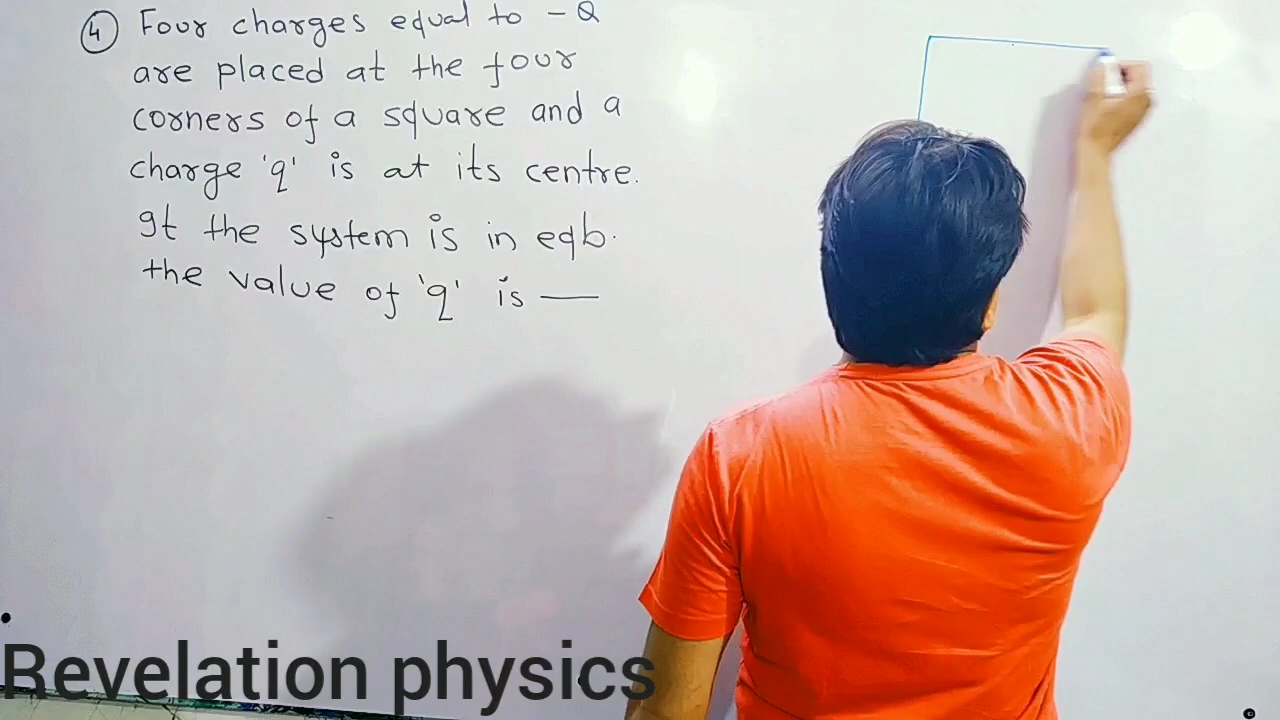 4 Four charges equal to - Q
are placed at the four
corners of a square and a
charge 'q' is at its centre.
If the system is in eqb.
the value of 'q' is —
Revelation physics